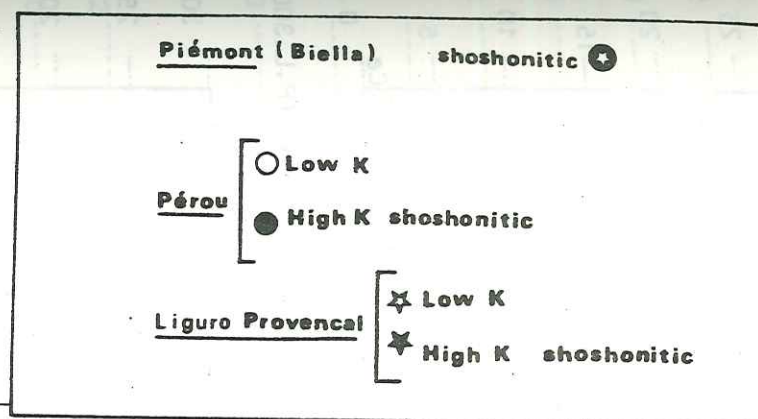 Piémont (Biella) shoshonitic
Low K
Pérou
High K shoshonitic
Low K
Liguro Provencal
High K shoshonitic